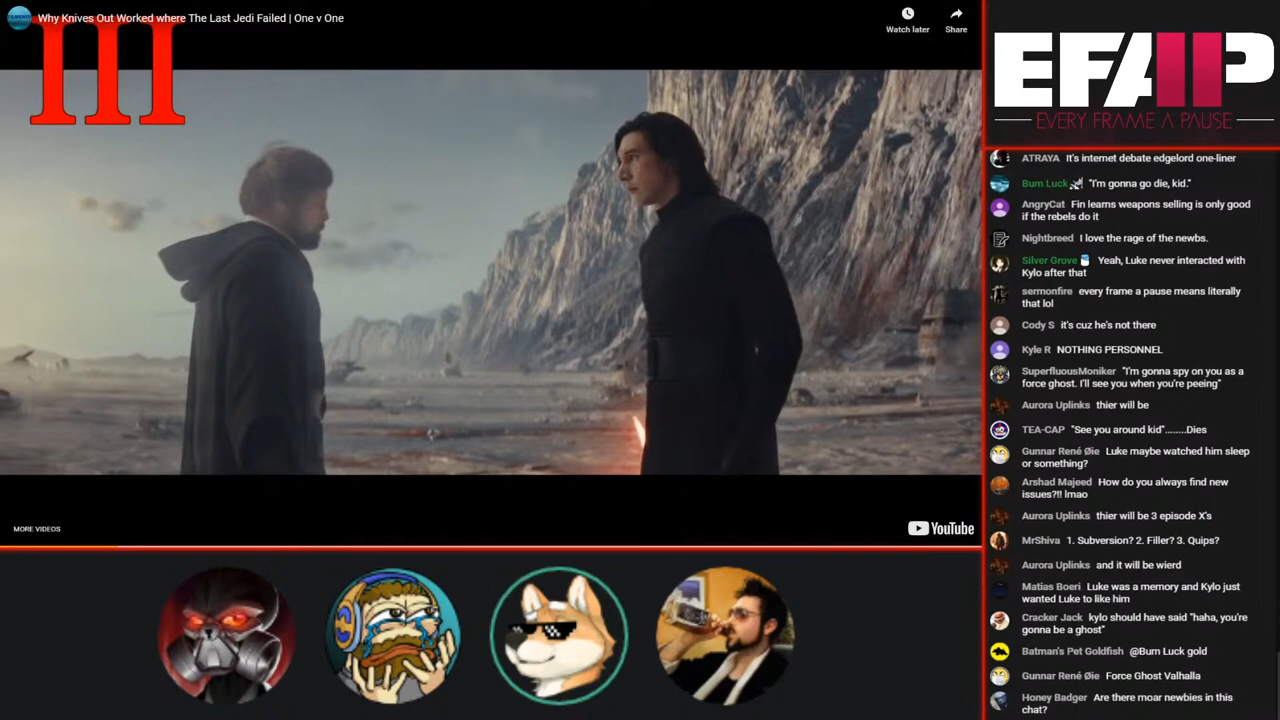 Why Knives Out Worked where The Last Jedi Failed | One v One
Watch later
Share
III
MORE VIDEOS
YouTube
EFAP
EVERY FRAME A PAUSE
ATRAYA It's internet debate edgelord one-liner
Bum Luck "I'm gonna go die, kid."
AngryCat Fin learns weapons selling is only good
if the rebels do it
Nightbreed I love the rage of the newbs.
Silver Grove Yeah, Luke never interacted with
Kylo after that
sermonfire every frame a pause means literally
that lol
Cody S it's cuz he's not there
Kyle R NOTHING PERSONNEL
SuperfluousMoniker "I'm gonna spy on you as a
force ghost. I'll see you when you're peeing"
Aurora Uplinks thier will be
TEA-CAP "See you around kid"........Dies
Gunnar René Øie Luke maybe watched him sleep
or something?
Arshad Majeed How do you always find new
issues?!! lmao
Aurora Uplinks thier will be 3 episode X's
MrShiva 1. Subversion? 2. Filler? 3. Quips?
Aurora Uplinks and it will be wierd
Matias Boeri Luke was a memory and Kylo just
wanted Luke to like him
Cracker Jack kylo should have said "haha, you're
gonna be a ghost"
Batman's Pet Goldfish @Bum Luck gold
Gunnar René Øie Force Ghost Valhalla
Honey Badger Are there moar newbies in this
chat?